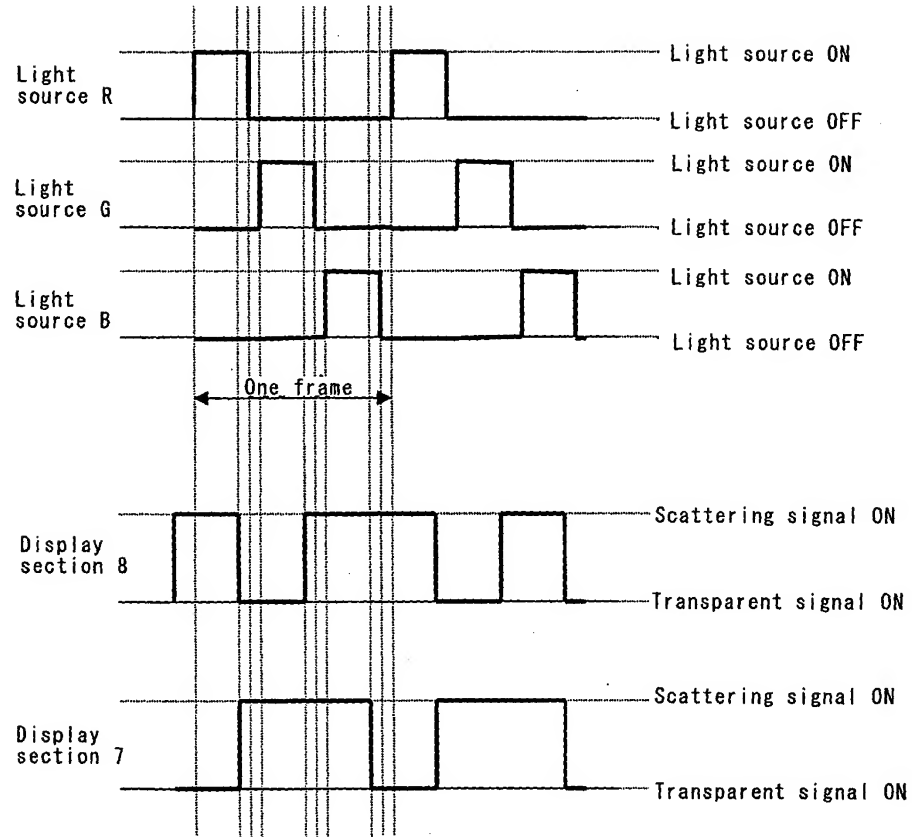 Light source ON
Light
source R
Light source OFF
Light source ON
Light
source G
Light source OFF
Light source ON
Light
source B
Light source OFF
One frame
Scattering signal ON
Display
section 8
Transparent signal ON
Scattering signal ON
Display
section 7
Transparent signal ON